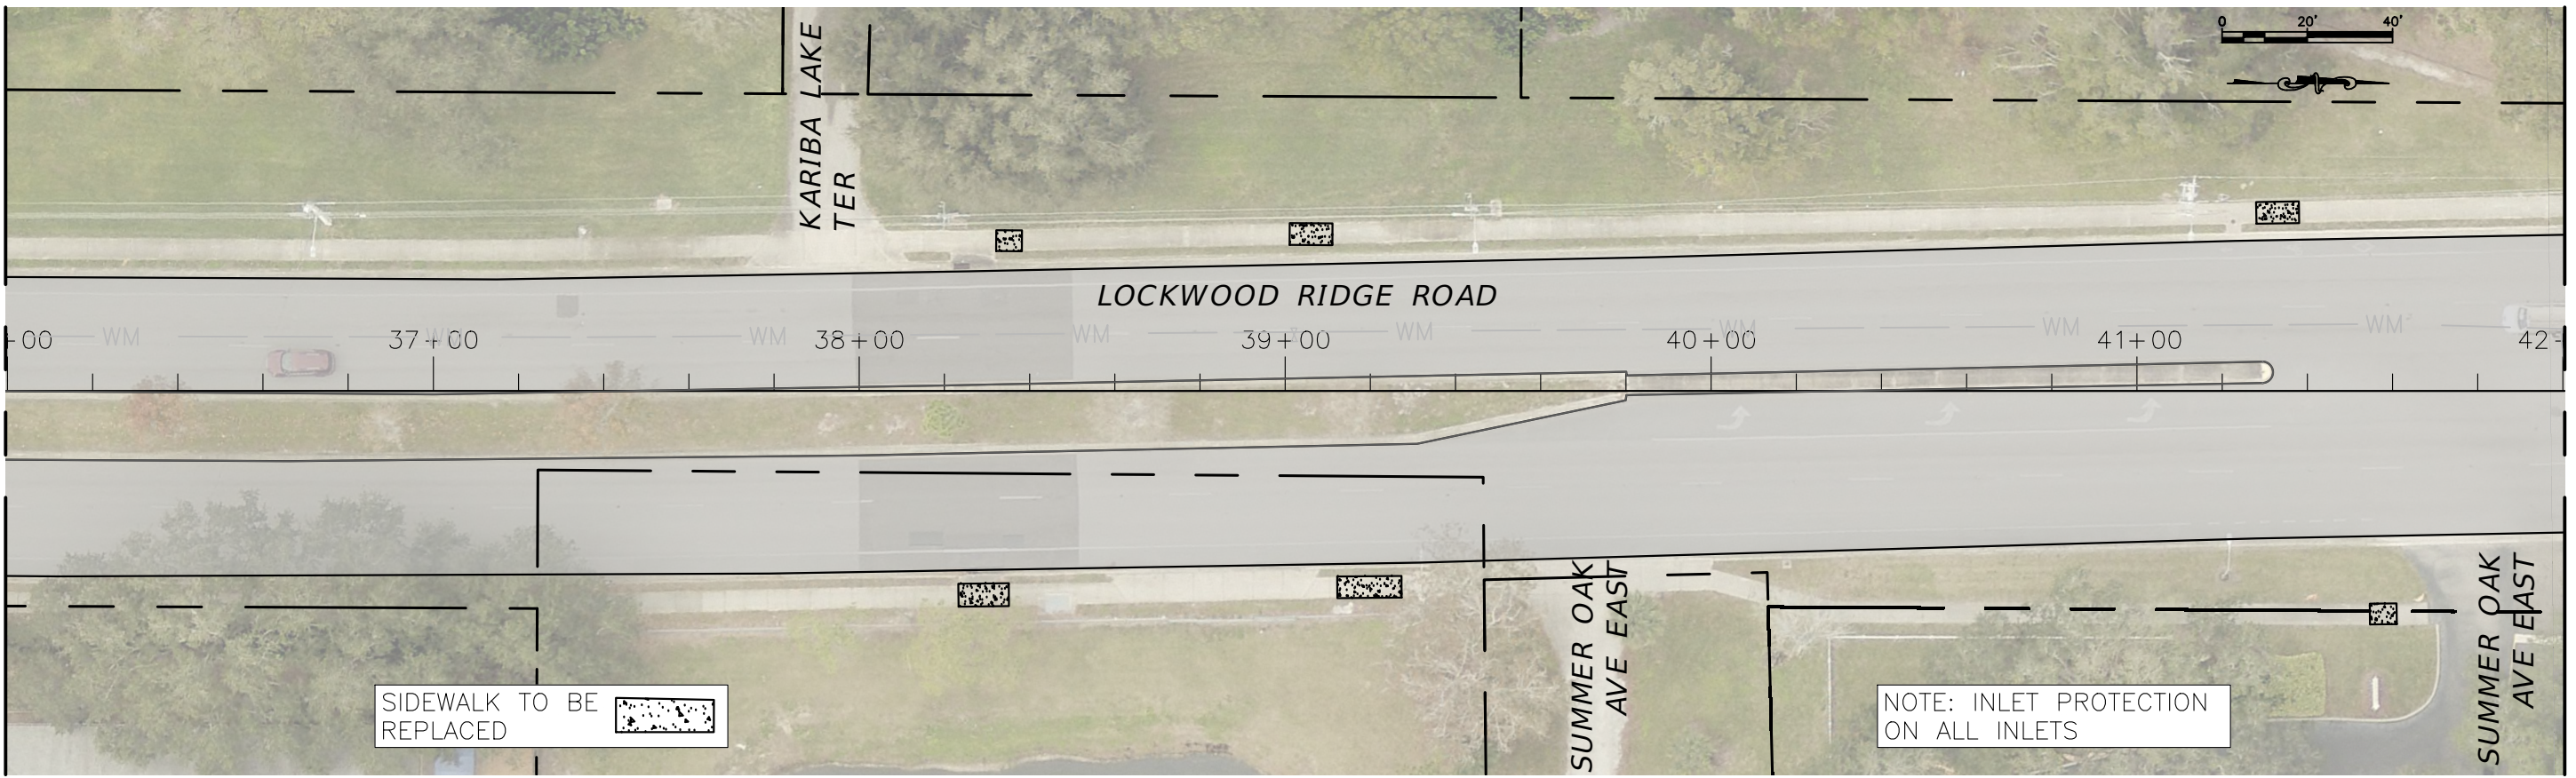 0 20' 40'
KARIBA LAKE
TER
LOCKWOOD RIDGE ROAD
WM WM WM WM WM WM WM WM
+00 37+00 38+00 39+00 40+00 41+00 42
SUMMER OAK
AVE EAST
SUMMER OAK
AVE EAST
SIDEWALK TO BE
REPLACED
NOTE: INLET PROTECTION
ON ALL INLETS